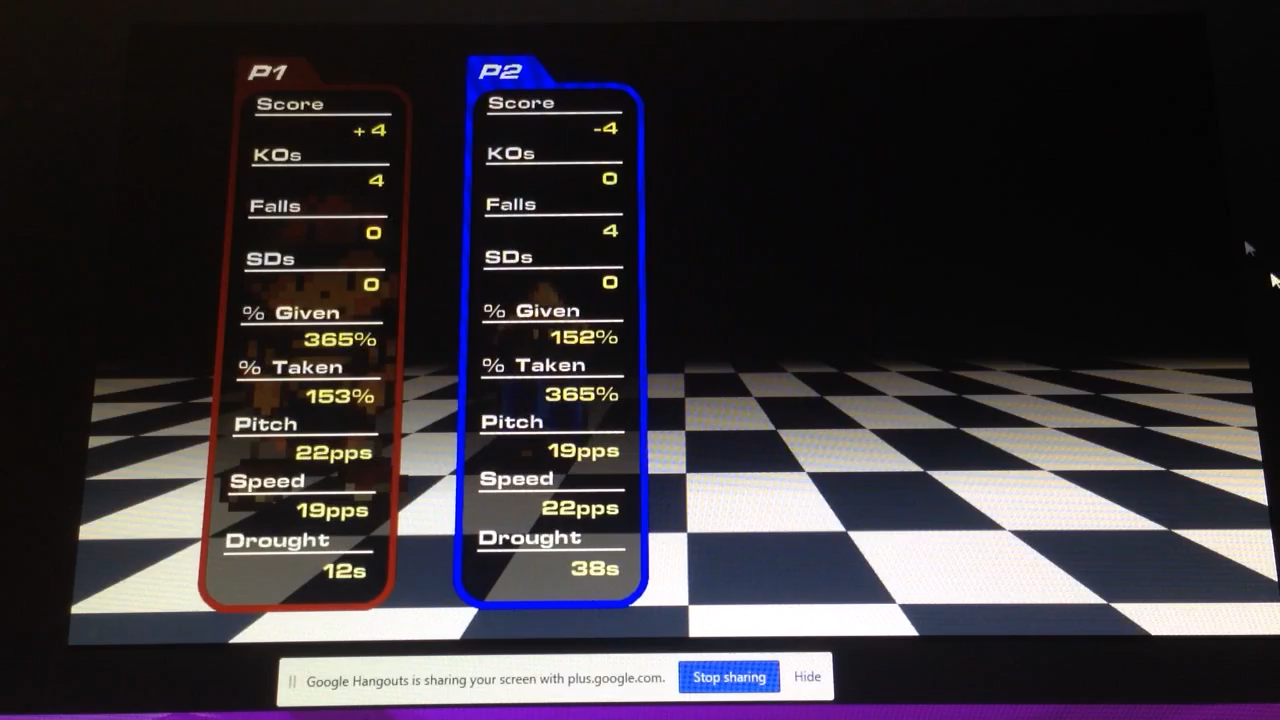 P1
Score
+4
KOs
4
Falls
0
SDs
0
% Given
365%
% Taken
153%
Pitch
22pps
Speed
19pps
Drought
12s
P2
Score
-4
KOs
0
Falls
4
SDs
0
% Given
152%
% Taken
365%
Pitch
19pps
Speed
22pps
Drought
38s
Google Hangouts is sharing your screen with plus.google.com.
Stop sharing
Hide